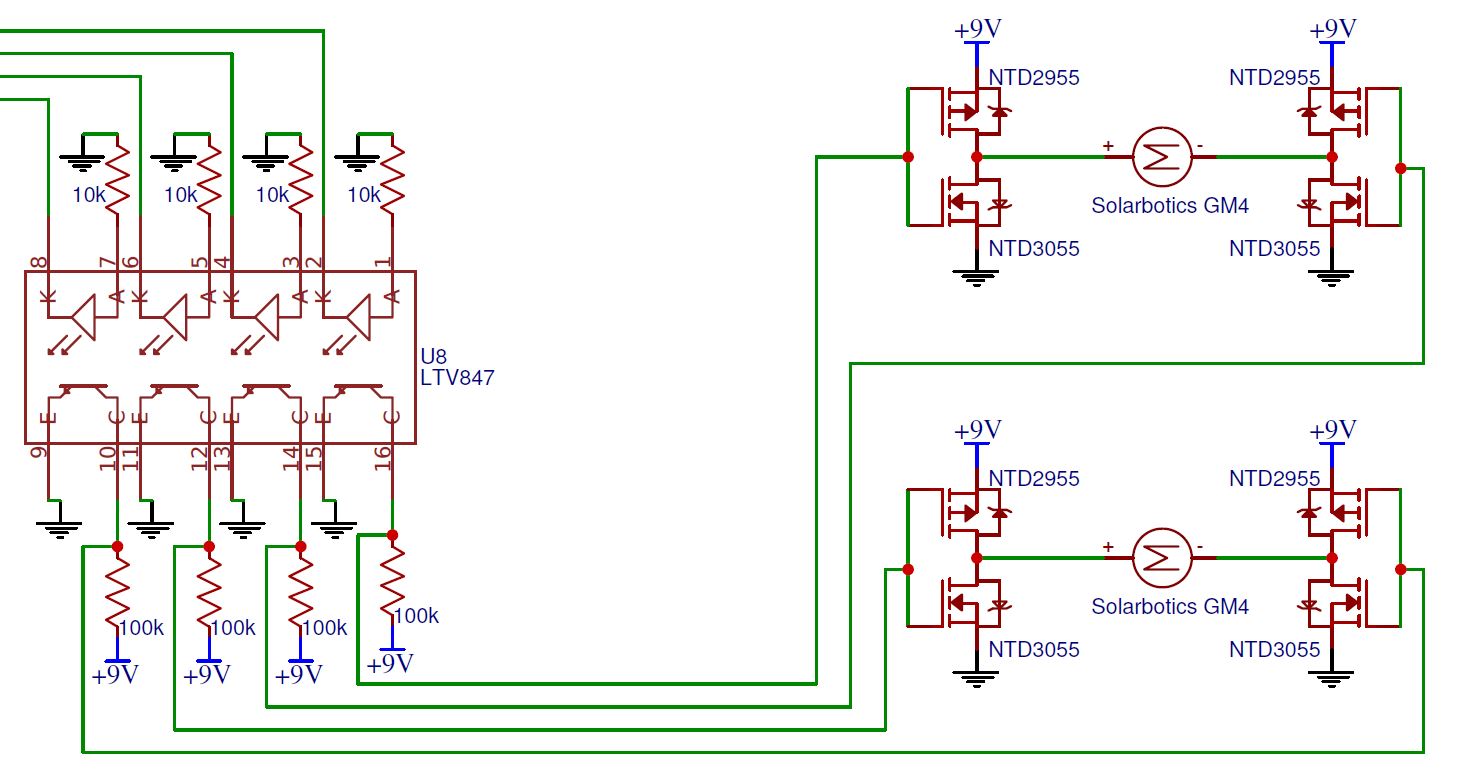 +9V +9V
NTD2955 NTD2955
+ -
Solarbotics GM4
NTD3055 NTD3055
10k 10k 10k 10k
8 7 6 5 4 3 2 1
K A K A K A K A
U8
LTV847
E C E C E C E C
9 10 11 12 13 14 15 16
100k 100k 100k 100k
+9V +9V +9V +9V
+9V +9V
NTD2955 NTD2955
+ -
Solarbotics GM4
NTD3055 NTD3055